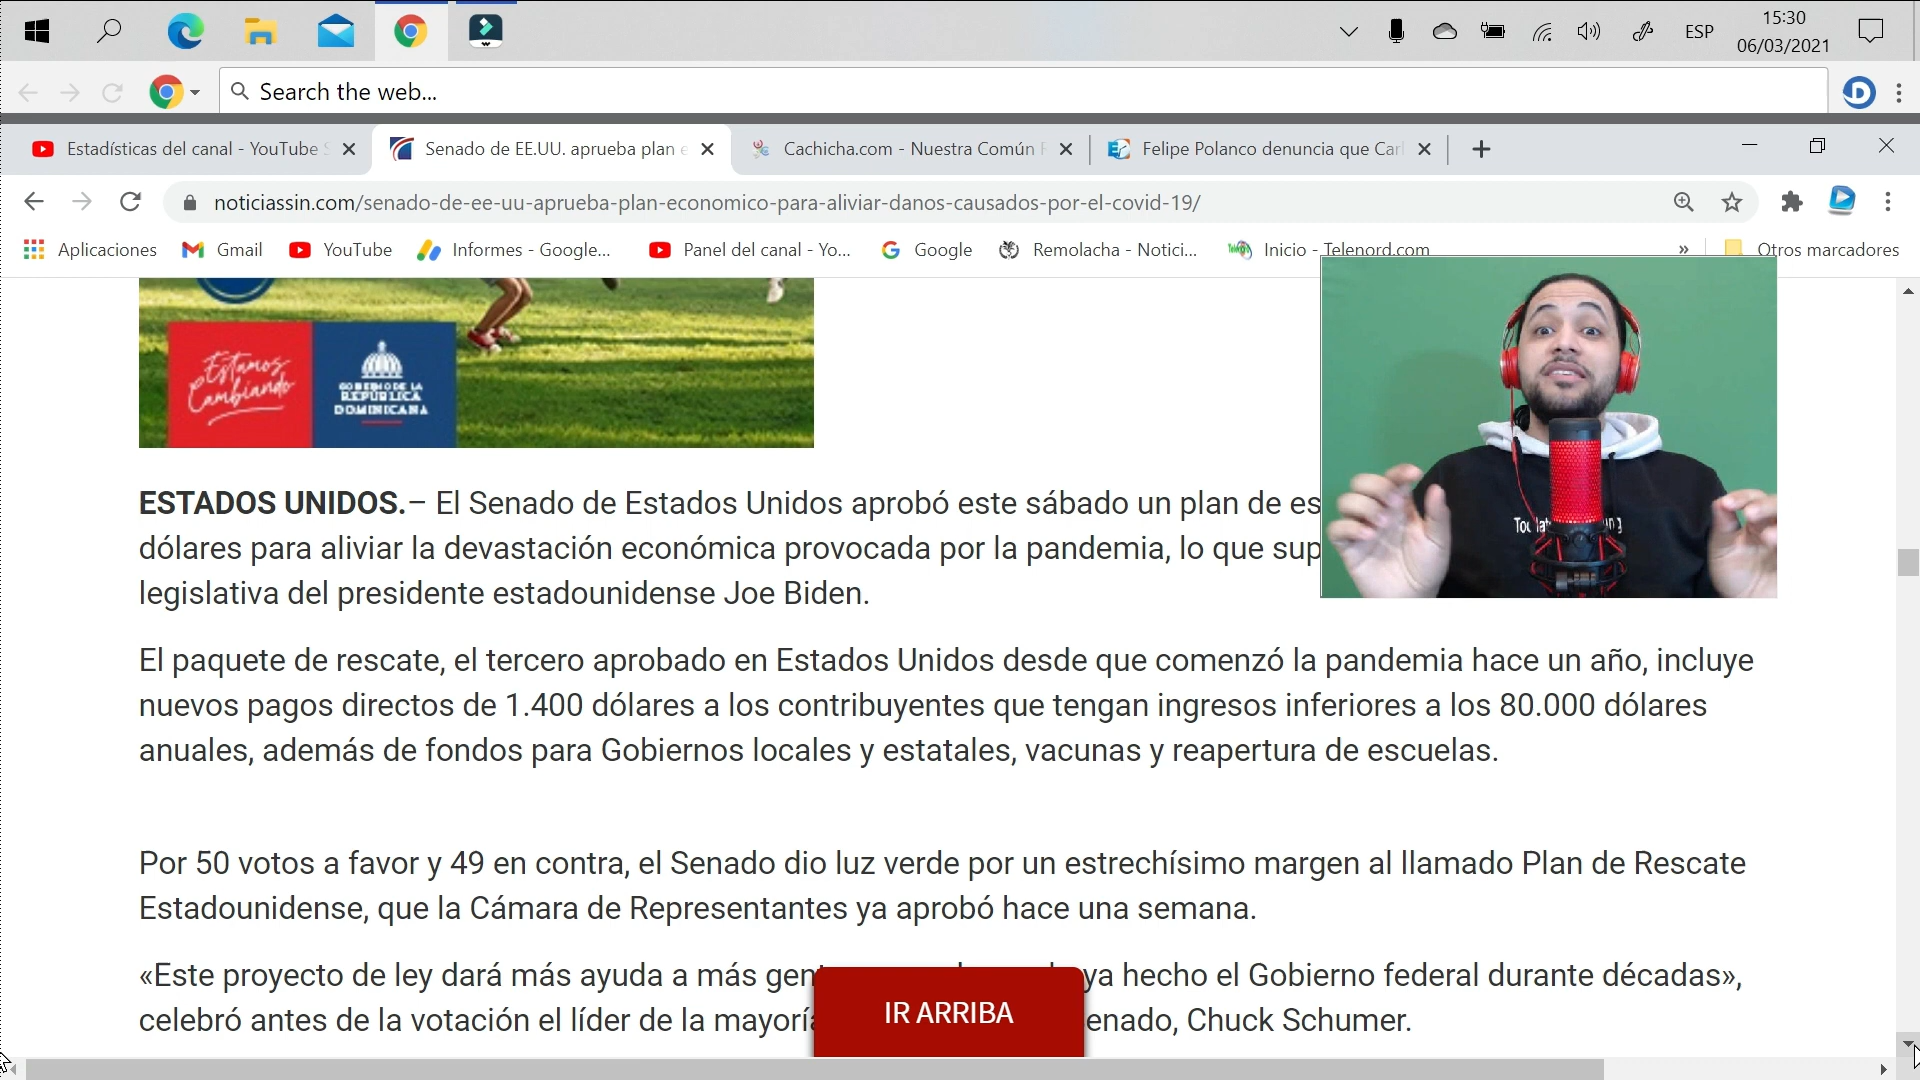 ESP
15:30
06/03/2021
Search the web...
Estadísticas del canal - YouTube S
Senado de EE.UU. aprueba plan e
Cachicha.com - Nuestra Común F
Felipe Polanco denuncia que Carl
noticiassin.com/senado-de-ee-uu-aprueba-plan-economico-para-aliviar-danos-causados-por-el-covid-19/
Aplicaciones
Gmail
YouTube
Informes - Google...
Panel del canal - Yo...
Google
Remolacha - Notici...
Inicio - Telenord.com
»
Otros marcadores
Estamos
Cambiando
GOBIERNO DE LA
REPÚBLICA
DOMINICANA
ESTADOS UNIDOS.– El Senado de Estados Unidos aprobó este sábado un plan de es
dólares para aliviar la devastación económica provocada por la pandemia, lo que sup
legislativa del presidente estadounidense Joe Biden.
El paquete de rescate, el tercero aprobado en Estados Unidos desde que comenzó la pandemia hace un año, incluye
nuevos pagos directos de 1.400 dólares a los contribuyentes que tengan ingresos inferiores a los 80.000 dólares
anuales, además de fondos para Gobiernos locales y estatales, vacunas y reapertura de escuelas.
Por 50 votos a favor y 49 en contra, el Senado dio luz verde por un estrechísimo margen al llamado Plan de Rescate
Estadounidense, que la Cámara de Representantes ya aprobó hace una semana.
«Este proyecto de ley dará más ayuda a más gen ya hecho el Gobierno federal durante décadas»,
celebró antes de la votación el líder de la mayoría enado, Chuck Schumer.
IR ARRIBA